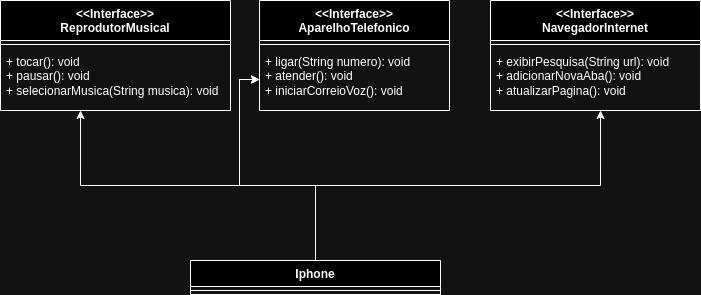 <<Interface>>
ReprodutorMusical
+ tocar(): void
+ pausar(): void
+ selecionarMusica(String musica): void
<<Interface>>
AparelhoTelefonico
+ ligar(String numero): void
+ atender(): void
+ iniciarCorreioVoz(): void
<<Interface>>
NavegadorInternet
+ exibirPesquisa(String url): void
+ adicionarNovaAba(): void
+ atualizarPagina(): void
Iphone